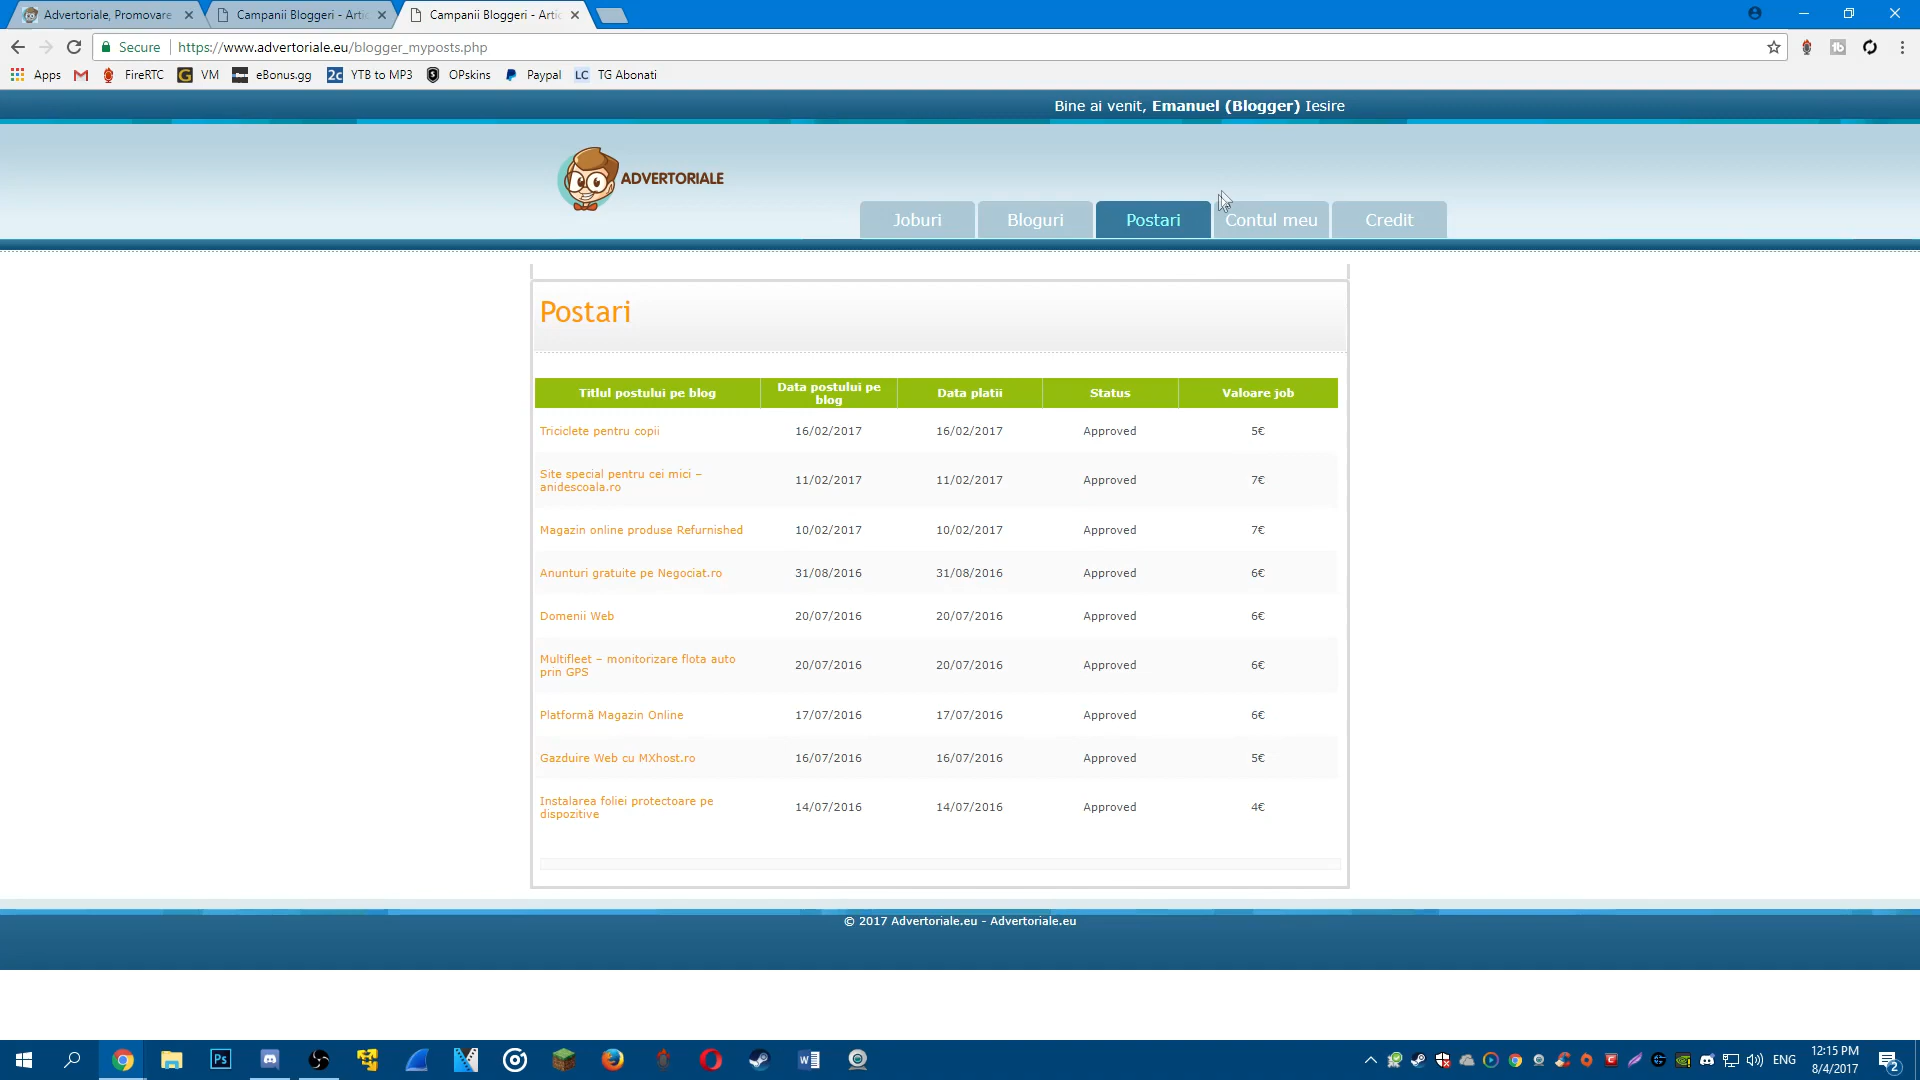 Advertoriale, Promovare
Campanii Bloggeri - Artic
Campanii Bloggeri - Artic
Secure
https://www.advertoriale.eu/blogger_myposts.php
Apps
FireRTC
VM
eBonus.gg
2c YTB to MP3
OPskins
Paypal
LC TG Abonati
Bine ai venit, Emanuel (Blogger) Iesire
ADVERTORIALE
Joburi
Bloguri
Postari
Contul meu
Credit
Postari
Titlul postului pe blog
Data postului pe
blog
Data platii
Status
Valoare job
Triciclete pentru copii 16/02/2017 16/02/2017 Approved 5€
Site special pentru cei mici –
anidescoala.ro
11/02/2017 11/02/2017 Approved 7€
Magazin online produse Refurnished 10/02/2017 10/02/2017 Approved 7€
Anunturi gratuite pe Negociat.ro 31/08/2016 31/08/2016 Approved 6€
Domenii Web 20/07/2016 20/07/2016 Approved 6€
Multifleet – monitorizare flota auto
prin GPS
20/07/2016 20/07/2016 Approved 6€
Platformă Magazin Online 17/07/2016 17/07/2016 Approved 6€
Gazduire Web cu MXhost.ro 16/07/2016 16/07/2016 Approved 5€
Instalarea foliei protectoare pe
dispozitive
14/07/2016 14/07/2016 Approved 4€
© 2017 Advertoriale.eu - Advertoriale.eu
Ps
ENG
12:15 PM
8/4/2017
2